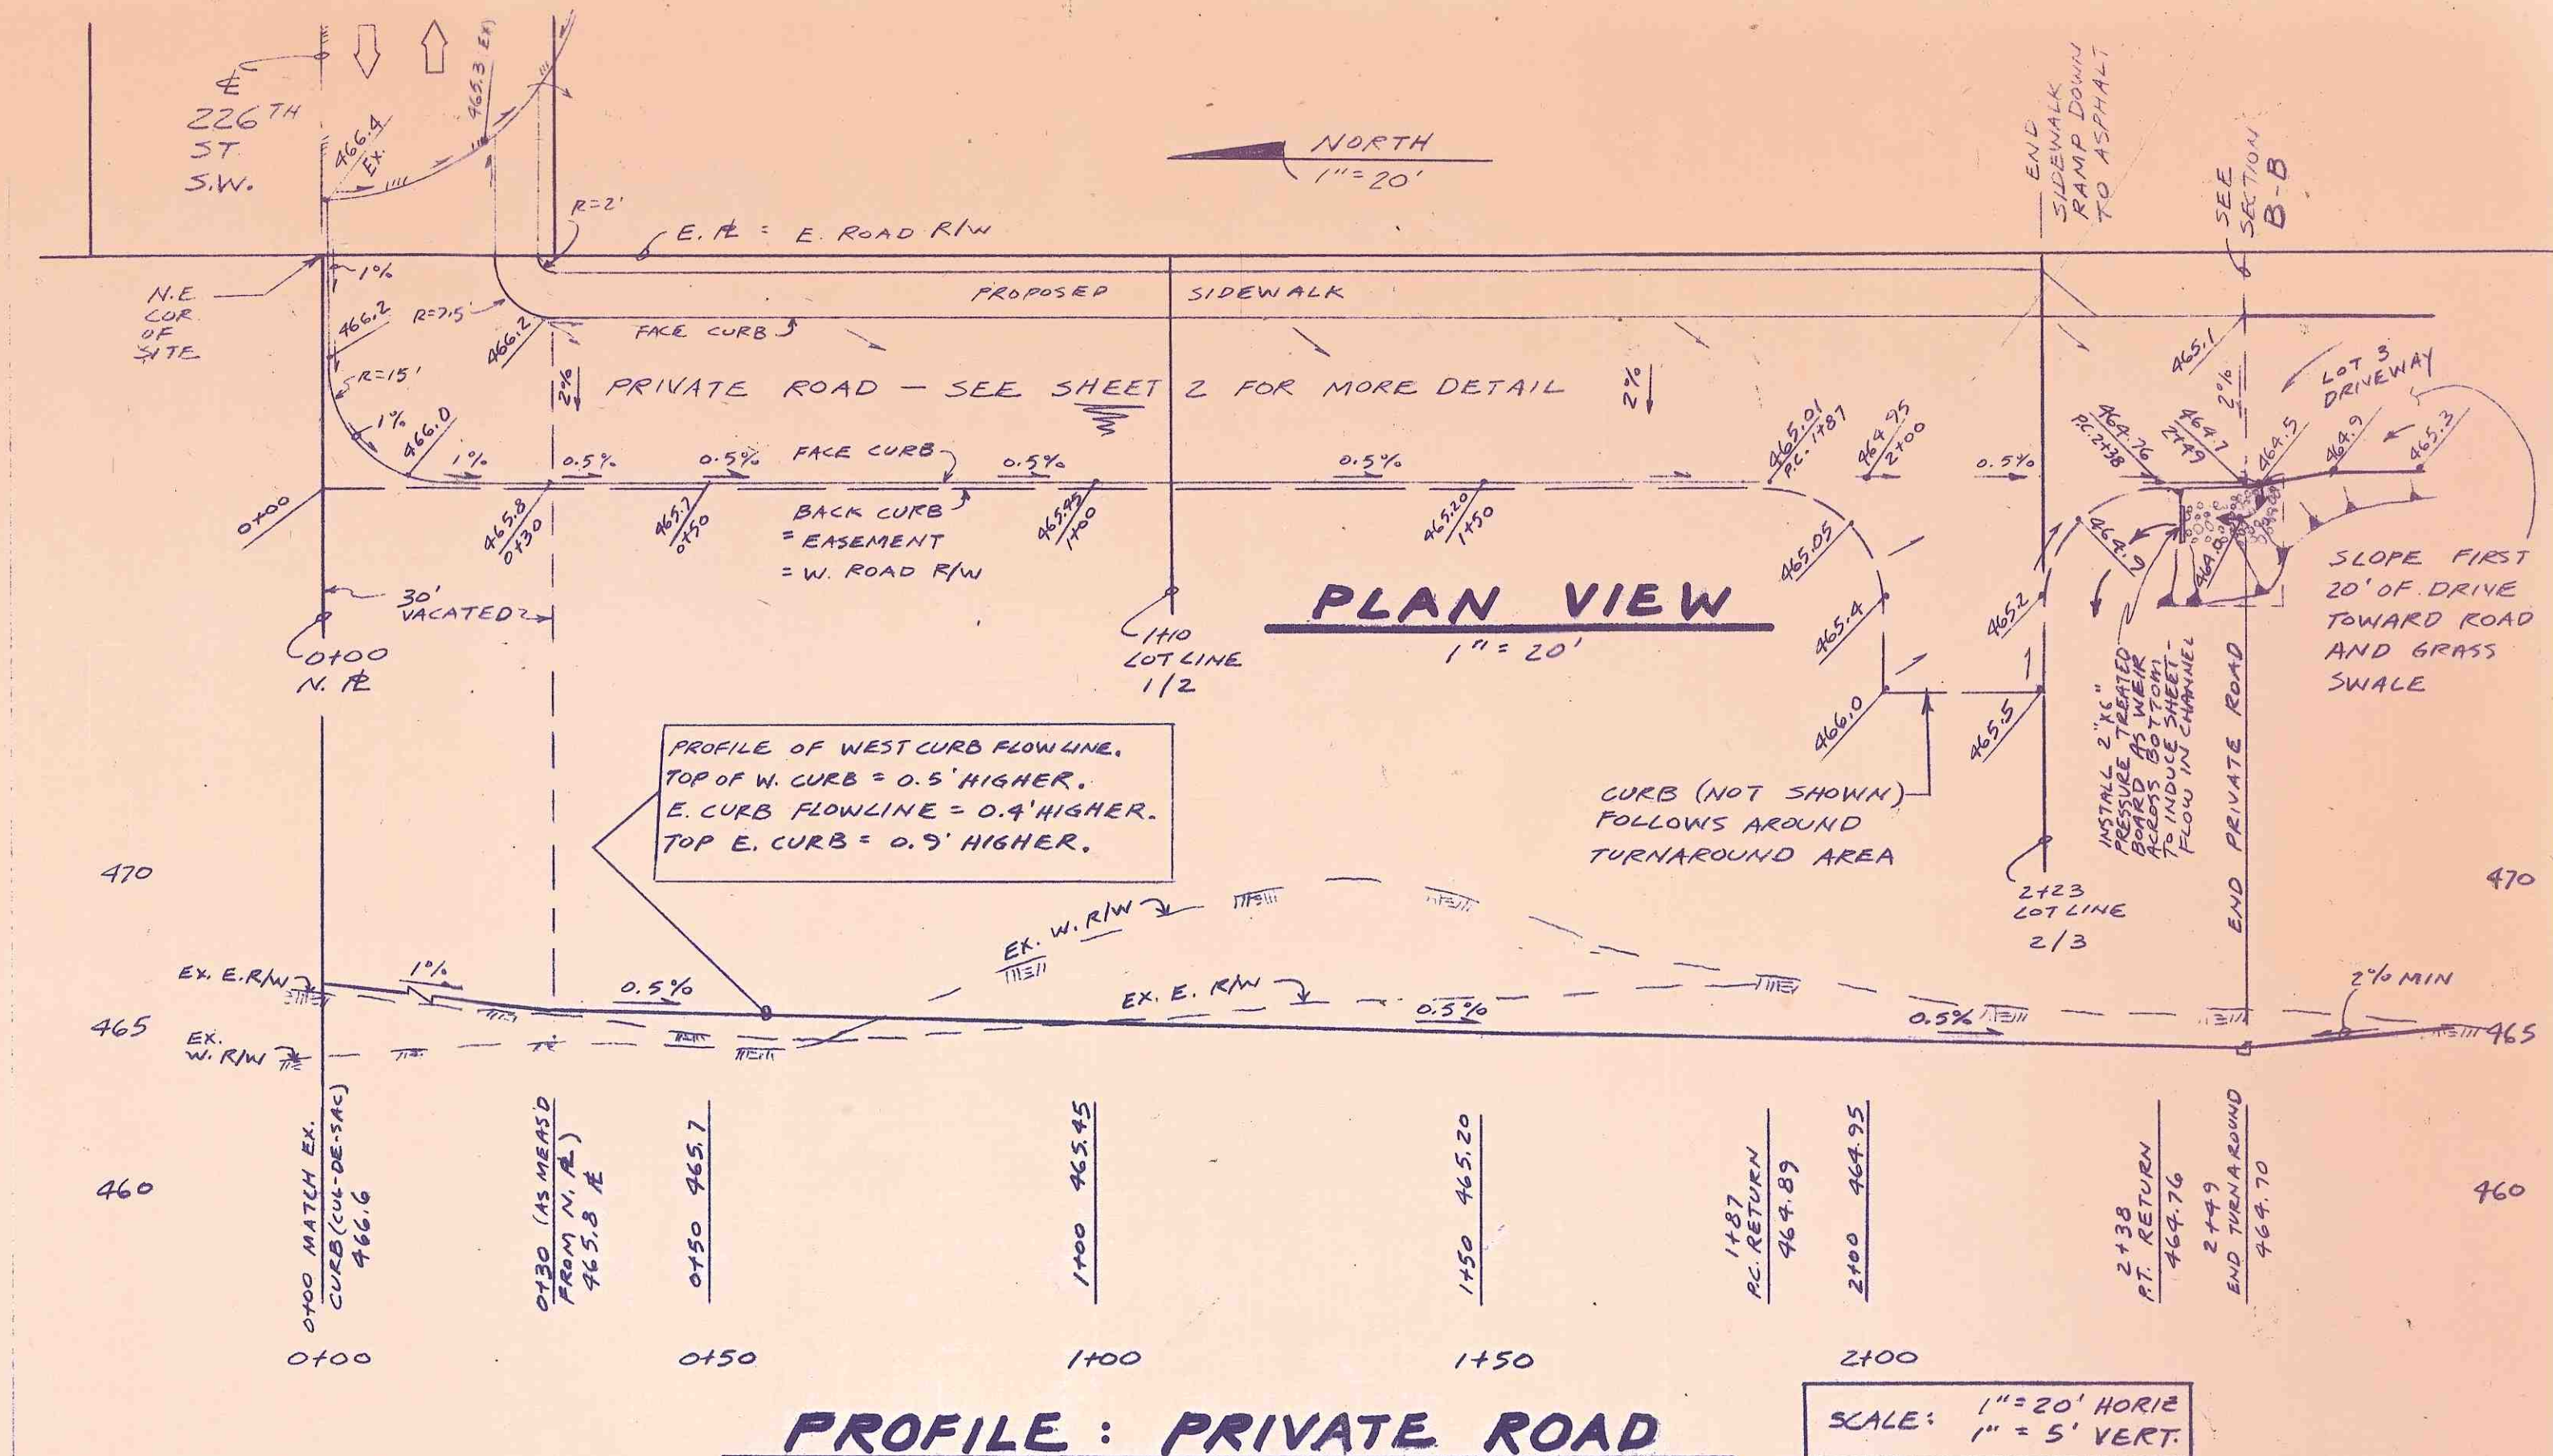 ℄
226TH
ST.
S.W.
466.4
EX.
465.3 EX
NORTH
1"=20'
END
SIDEWALK
RAMP DOWN
TO ASPHALT
SEE
SECTION
B-B
R=2'
E. ⅊ = E. ROAD R/W
N.E
COR
OF
SITE
1%
466.2
R=7.5'
466.2
PROPOSED SIDEWALK
FACE CURB
R=15'
1%
466.0
1%
2%
PRIVATE ROAD — SEE SHEET 2 FOR MORE DETAIL
2%
465.01
P.C. 1+87
464.95
2+00
464.76
P.C. 2+38
464.7
2+49
465.1
2%
464.5
LOT 3
DRIVEWAY
464.9
465.3
0.5%
0.5%
FACE CURB
0.5%
0.5%
0.5%
0+00
465.8
0+30
465.7
0+50
BACK CURB
= EASEMENT
= W. ROAD R/W
465.45
1+00
465.20
1+50
465.05
465.4
466.0
465.2
465.5
464.9
464.0
30'
VACATED
0+00
N. ⅊
1+10
LOT LINE
1/2
PLAN VIEW
1" = 20'
SLOPE FIRST
20' OF DRIVE
TOWARD ROAD
AND GRASS
SWALE
INSTALL 2"X6"
PRESSURE TREATED
BOARD AS WEIR
ACROSS BOTTOM
TO INDUCE SHEET-
FLOW IN CHANNEL
END PRIVATE ROAD
PROFILE OF WEST CURB FLOWLINE.
TOP OF W. CURB = 0.5' HIGHER.
E. CURB FLOWLINE = 0.4' HIGHER.
TOP E. CURB = 0.9' HIGHER.
CURB (NOT SHOWN)
FOLLOWS AROUND
TURNAROUND AREA
2+23
LOT LINE
2/3
470
470
EX. W. R/W
EX. E. R/W
1%
0.5%
EX. E. R/W
0.5%
0.5%
2% MIN
465
465
EX.
W. R/W
460
460
0+00 MATCH EX.
CURB (CUL-DE-SAC)
466.6
0+30 (AS MEASD
FROM N. ⅊)
465.8 ±
0+50 465.7
1+00 465.45
1+50 465.20
1+87
P.C. RETURN
464.89
2+00 464.95
2+38
P.T. RETURN
464.76
2+49
END TURNAROUND
464.70
0+00
0+50
1+00
1+50
2+00
PROFILE : PRIVATE ROAD
SCALE: 1"=20' HORIZ
1" = 5' VERT.